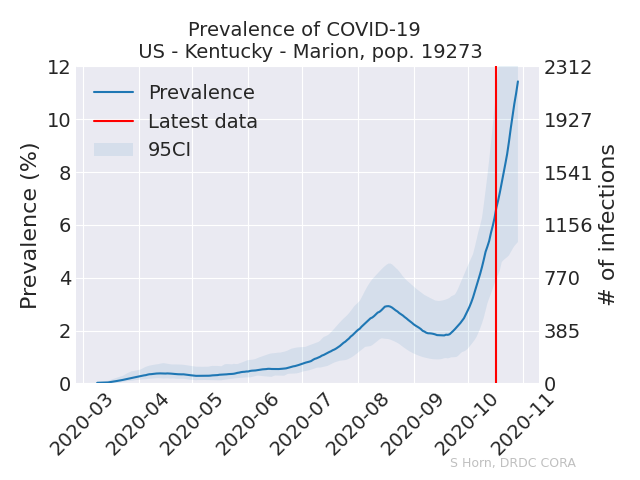 Prevalence of COVID-19
US - Kentucky - Marion, pop. 19273
Prevalence (%)
12
10
8
6
4
2
0
Prevalence
Latest data
95CI
2312
1927
1541
1156
770
385
0
# of infections
2020-03
2020-04
2020-05
2020-06
2020-07
2020-08
2020-09
2020-10
2020-11
S Horn, DRDC CORA